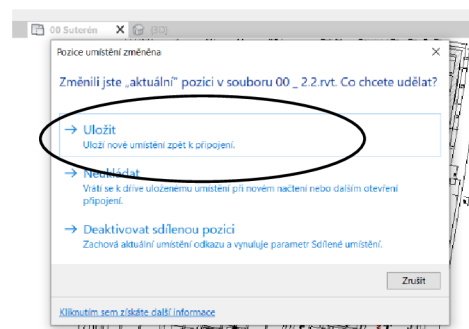 00 Suterén
{3D}
Pozice umístění změněna
Změnili jste „aktuální" pozici v souboru 00 _ 2.2.rvt. Co chcete udělat?
→ Uložit
Uloží nové umístění zpět k připojení.
→ Neukládat
Vrátí se k dříve uloženému umístění při novém načtení nebo dalším otevření
připojení.
→ Deaktivovat sdílenou pozici
Zachová aktuální umístění odkazu a vynuluje parametr Sdílené umístění.
Zrušit
Kliknutím sem získáte další informace